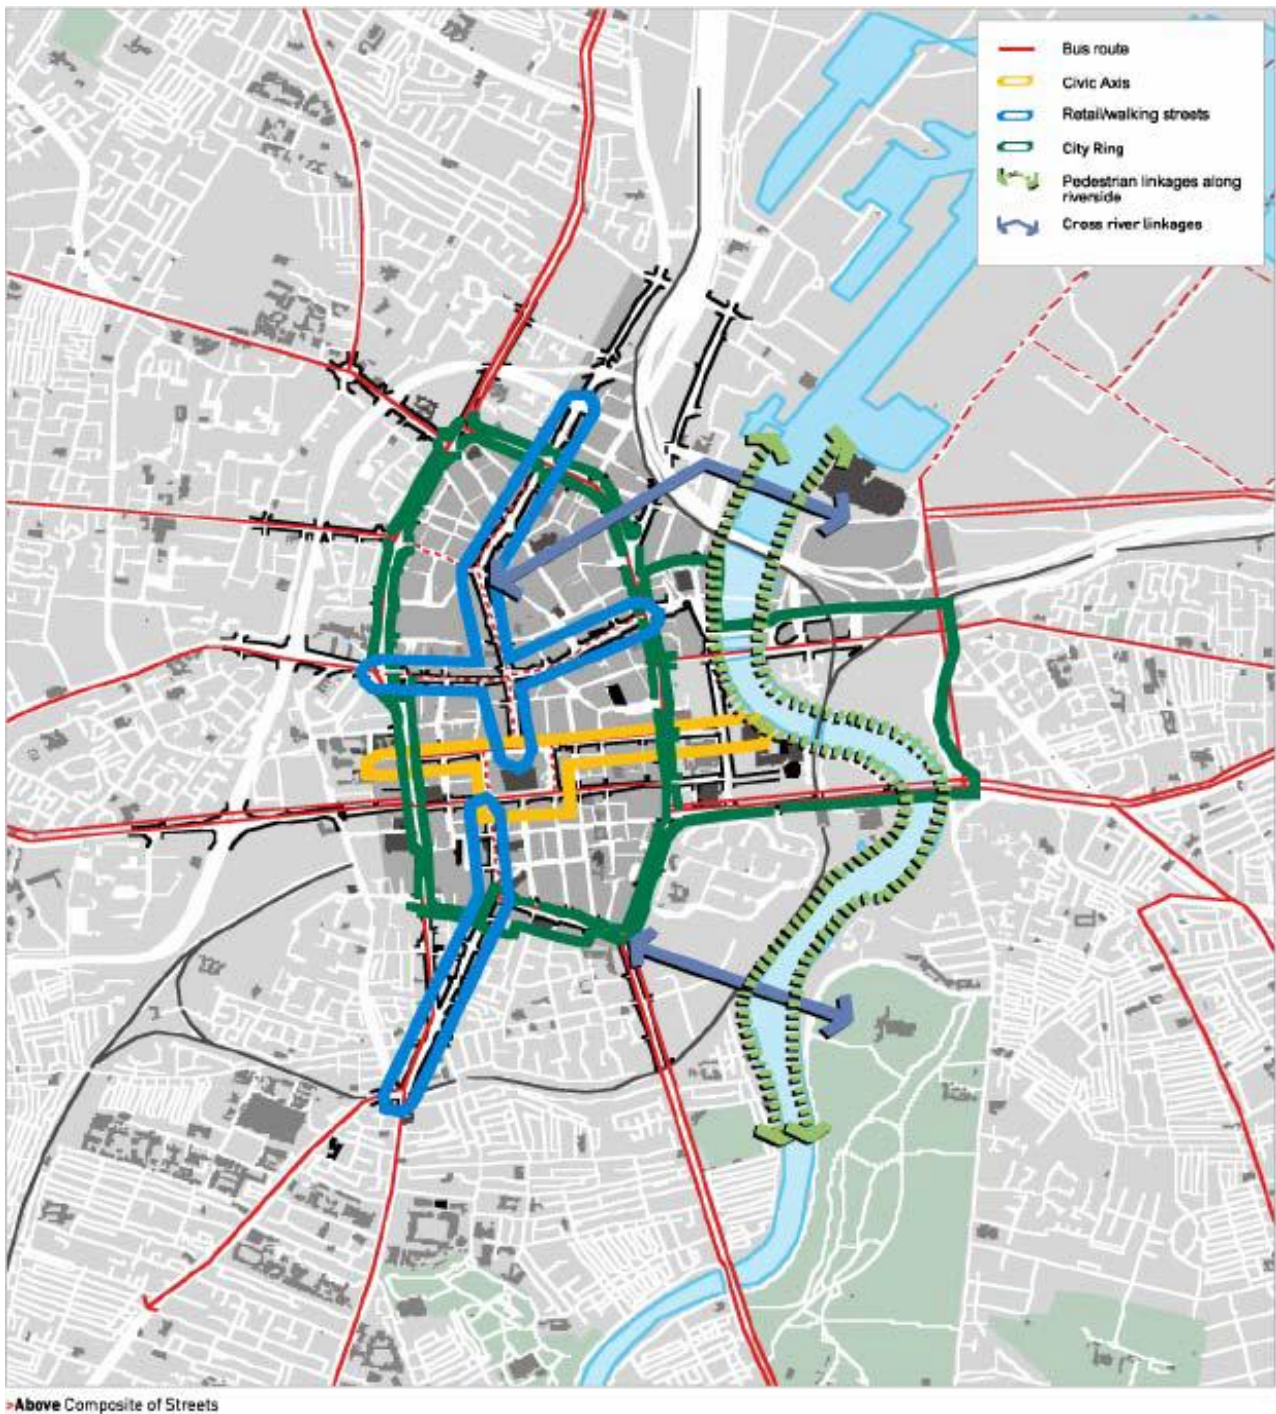 Bus route
Civic Axis
Retail/walking streets
City Ring
Pedestrian linkages along
riverside
Cross river linkages
>Above Composite of Streets